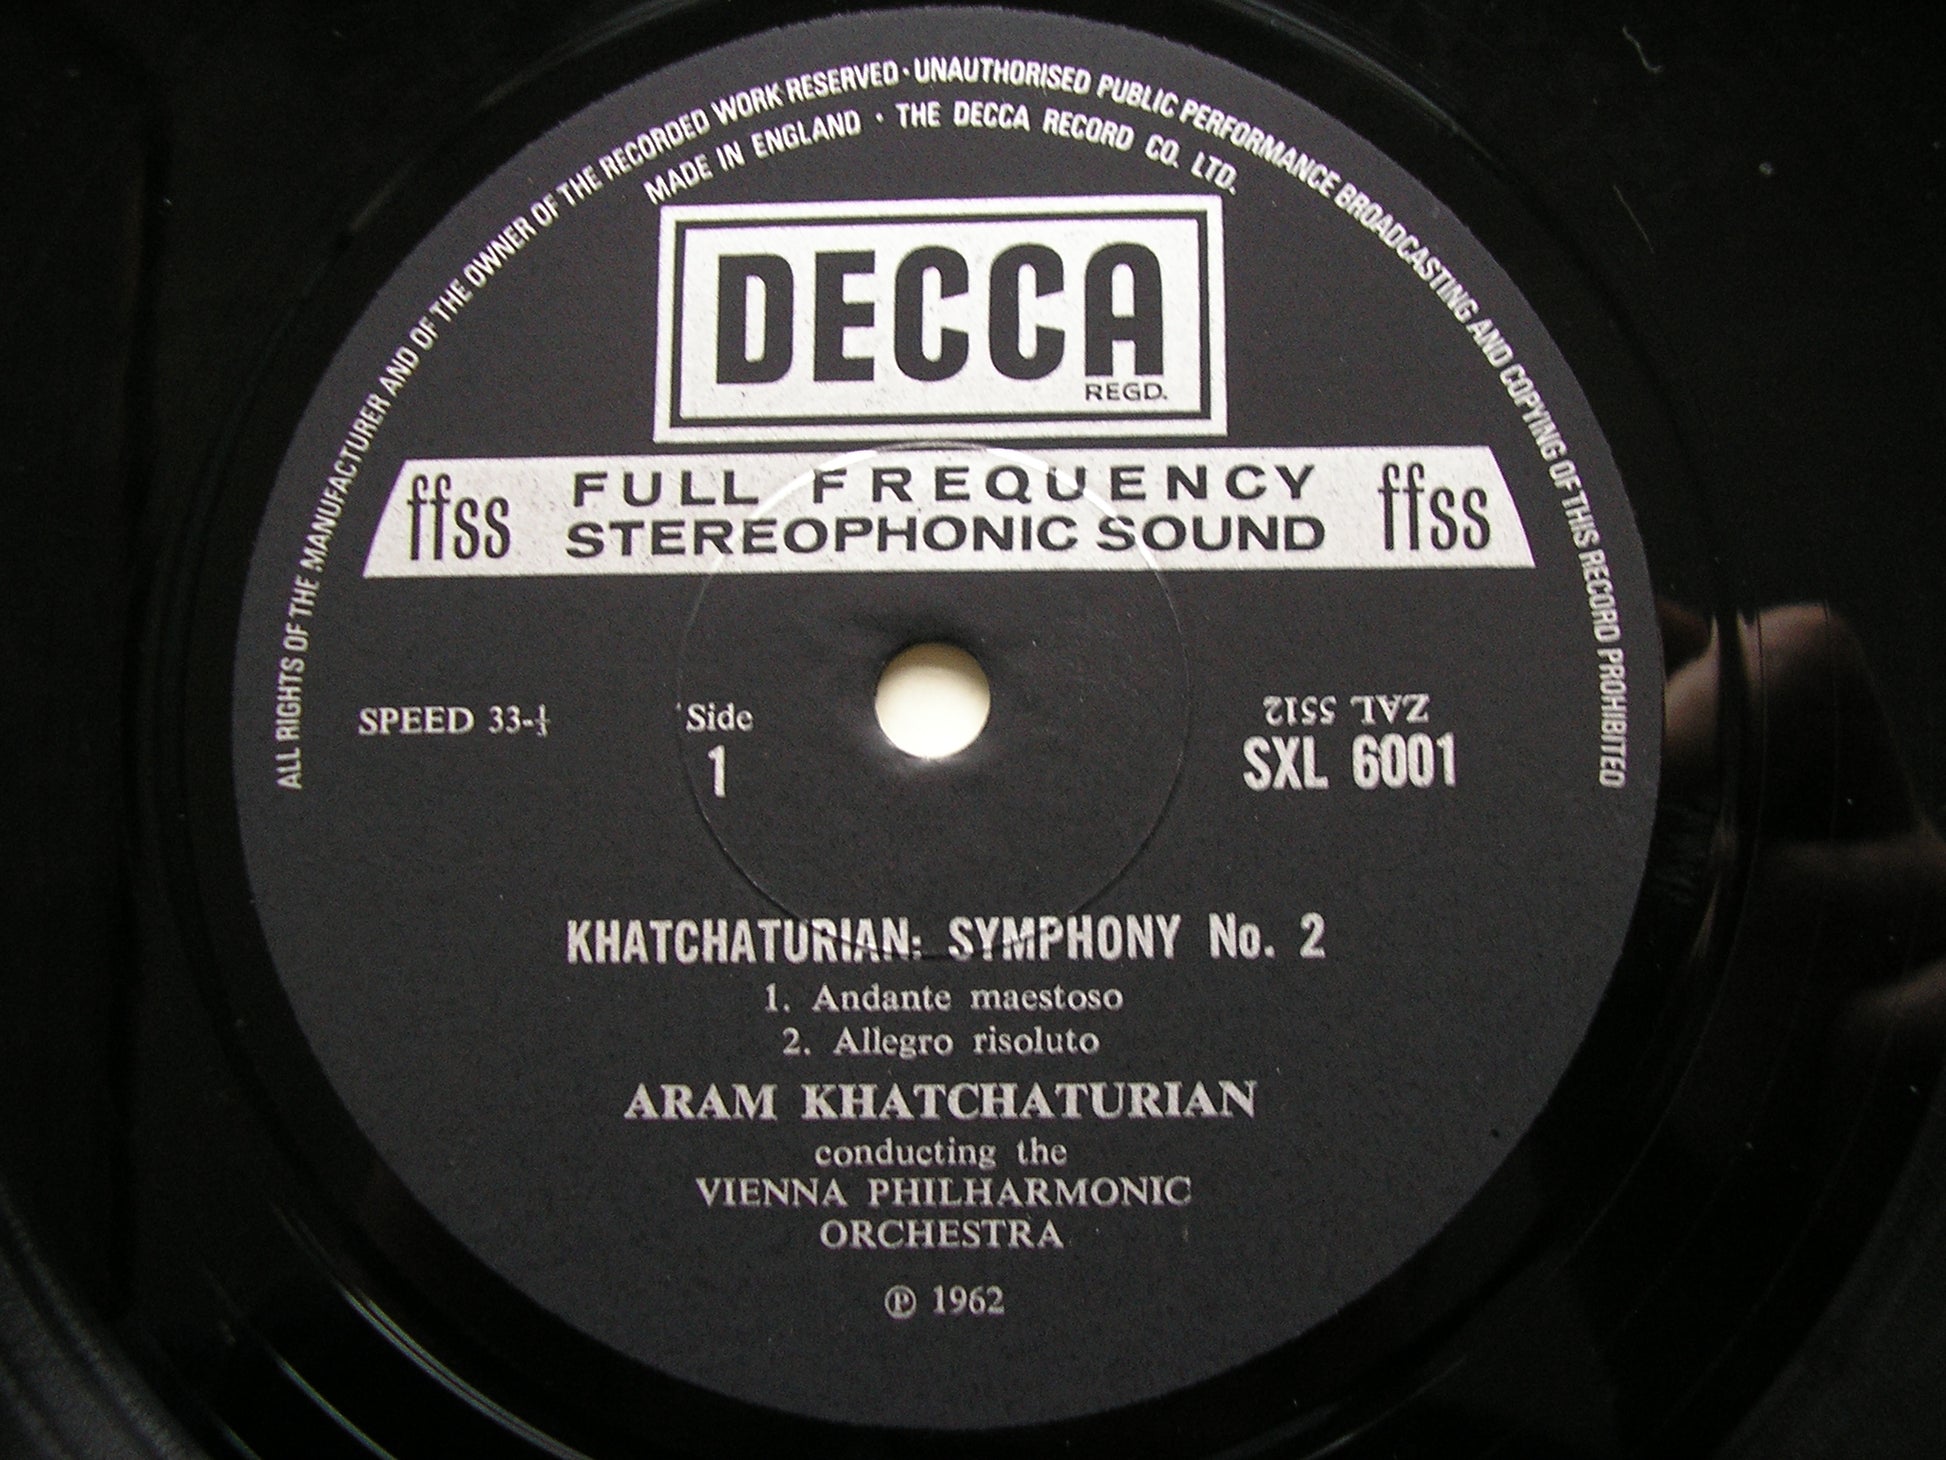 ALL RIGHTS OF THE MANUFACTURER AND OF THE OWNER OF THE RECORDED WORK RESERVED · UNAUTHORISED PUBLIC PERFORMANCE BROADCASTING AND COPYING OF THIS RECORD PROHIBITED
MADE IN ENGLAND · THE DECCA RECORD CO. LTD.
DECCA
REGD.
ffss FULL FREQUENCY ffss
STEREOPHONIC SOUND
SPEED 33-⅓
Side
1
ZAL 5512
SXL 6001
KHATCHATURIAN: SYMPHONY No. 2
1. Andante maestoso
2. Allegro risoluto
ARAM KHATCHATURIAN
conducting the
VIENNA PHILHARMONIC
ORCHESTRA
℗ 1962